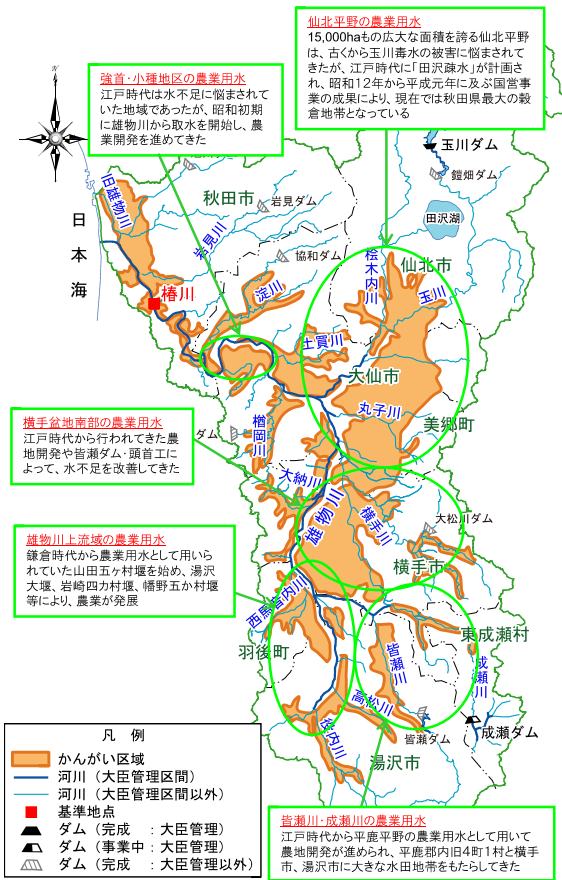 仙北平野の農業用水
15,000haもの広大な面積を誇る仙北平野
は、古くから玉川毒水の被害に悩まされて
きたが、江戸時代に「田沢疎水」が計画さ
れ、昭和12年から平成元年に及ぶ国営事
業の成果により、現在では秋田県最大の穀
倉地帯となっている
強首・小種地区の農業用水
江戸時代は水不足に悩まされ
ていた地域であったが、昭和初期
に雄物川から取水を開始し、農
業開発を進めてきた
N
玉川ダム
鎧畑ダム
旧雄物川
秋田市
岩見ダム
田沢湖
日本海
岩見川
協和ダム
桧木内川
仙北市
椿川
淀川
玉川
土買川
大仙市
横手盆地南部の農業用水
江戸時代から行われてきた農
地開発や皆瀬ダム・頭首工に
よって、水不足を改善してきた
丸子川
美郷町
ダム
楢岡川
大納川
雄物川
横手川
大松川ダム
雄物川上流域の農業用水
鎌倉時代から農業用水として用いら
れていた山田五ヶ村堰を始め、湯沢
大堰、岩崎四カ村堰、幡野五か村堰
等により、農業が発展
横手市
西馬音内川
東成瀬村
羽後町
皆瀬川
成瀬川
高松川
役内川
皆瀬ダム
成瀬ダム
湯沢市
凡 例
かんがい区域
河川（大臣管理区間）
河川（大臣管理区間以外）
基準地点
ダム（完成 ：大臣管理）
ダム（事業中：大臣管理）
ダム（完成 ：大臣管理以外）
皆瀬川・成瀬川の農業用水
江戸時代から平鹿平野の農業用水として用いて
農地開発が進められ、平鹿郡内旧4町1村と横手
市、湯沢市に大きな水田地帯をもたらしてきた